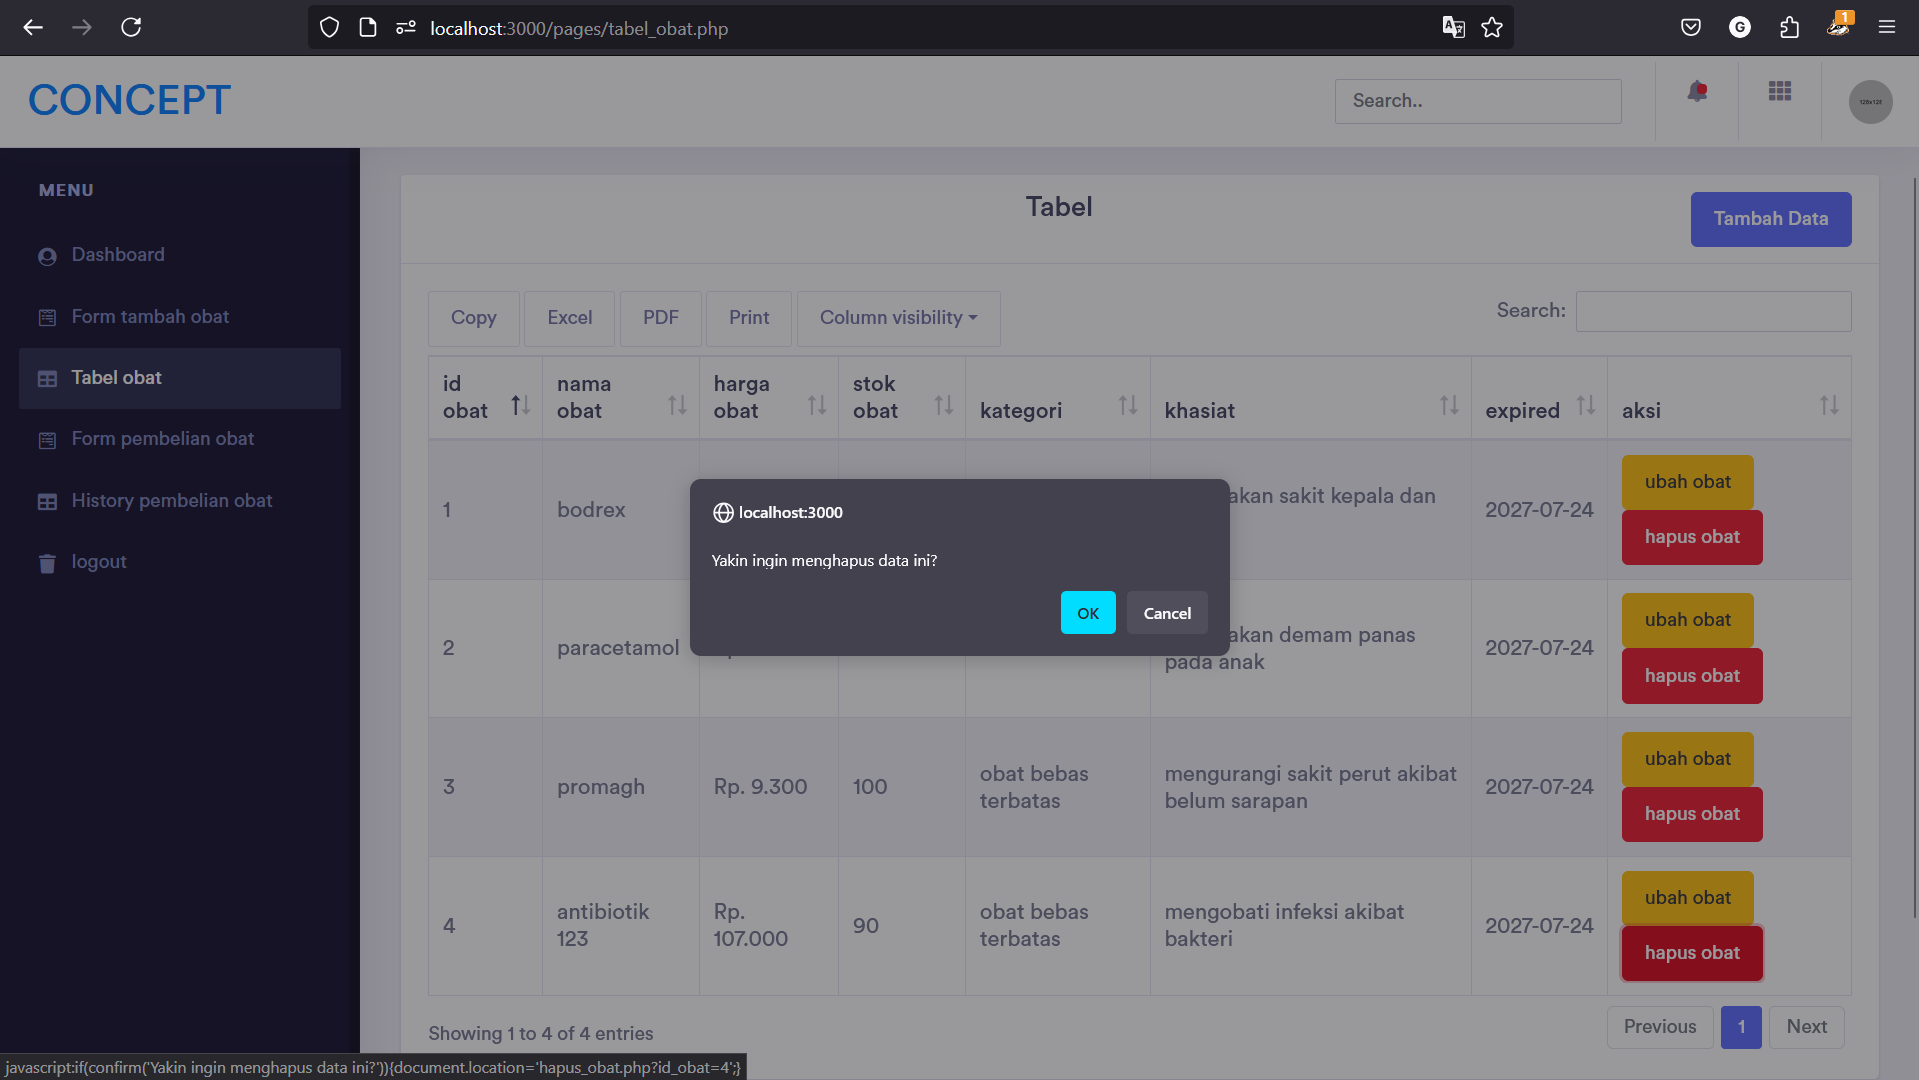 localhost:3000/pages/tabel_obat.php
G
1
CONCEPT
Search..
128x128
MENU
Dashboard
Form tambah obat
Tabel obat
Form pembelian obat
History pembelian obat
logout
Tabel
Tambah Data
Copy
Excel
PDF
Print
Column visibility
Search:
id obat
nama obat
harga obat
stok obat
kategori
khasiat
expired
aksi
1
bodrex
akan sakit kepala dan
2027-07-24
ubah obat
hapus obat
localhost:3000
Yakin ingin menghapus data ini?
OK
Cancel
2
paracetamol
akan demam panas
pada anak
2027-07-24
ubah obat
hapus obat
3
promagh
Rp. 9.300
100
obat bebas
terbatas
mengurangi sakit perut akibat
belum sarapan
2027-07-24
ubah obat
hapus obat
4
antibiotik
123
Rp.
107.000
90
obat bebas
terbatas
mengobati infeksi akibat
bakteri
2027-07-24
ubah obat
hapus obat
Showing 1 to 4 of 4 entries
Previous
1
Next
javascript:if(confirm('Yakin ingin menghapus data ini?')){document.location='hapus_obat.php?id_obat=4';}